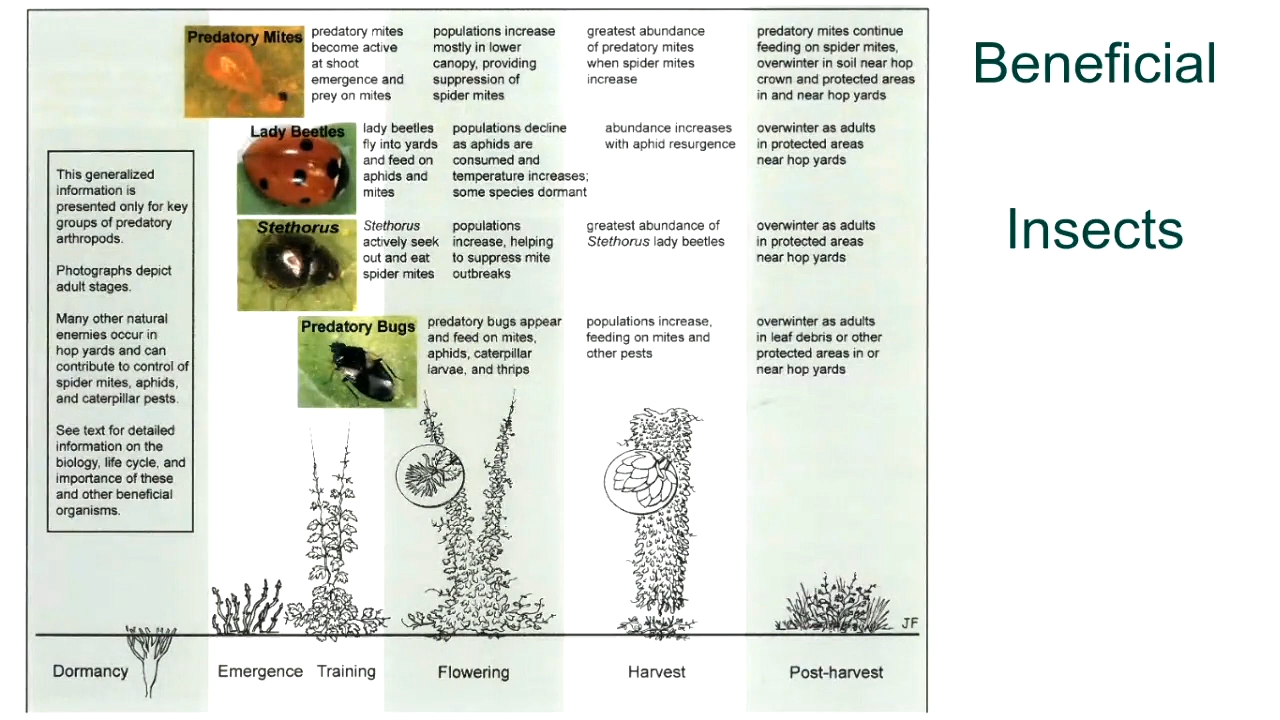 Beneficial
Insects
Predatory Mites
predatory mites
become active
at shoot
emergence and
prey on mites
populations increase
mostly in lower
canopy, providing
suppression of
spider mites
greatest abundance
of predatory mites
when spider mites
increase
predatory mites continue
feeding on spider mites,
overwinter in soil near hop
crown and protected areas
in and near hop yards
Lady Beetles
lady beetles
fly into yards
and feed on
aphids and
mites
populations decline
as aphids are
consumed and
temperature increases;
some species dormant
abundance increases
with aphid resurgence
overwinter as adults
in protected areas
near hop yards
Stethorus
Stethorus
actively seek
out and eat
spider mites
populations
increase, helping
to suppress mite
outbreaks
greatest abundance of
Stethorus lady beetles
overwinter as adults
in protected areas
near hop yards
Predatory Bugs
predatory bugs appear
and feed on mites,
aphids, caterpillar
larvae, and thrips
populations increase,
feeding on mites and
other pests
overwinter as adults
in leaf debris or other
protected areas in or
near hop yards
This generalized
information is
presented only for key
groups of predatory
arthropods.
Photographs depict
adult stages.
Many other natural
enemies occur in
hop yards and can
contribute to control of
spider mites, aphids,
and caterpillar pests.
See text for detailed
information on the
biology, life cycle, and
importance of these
and other beneficial
organisms.
JF
Dormancy
Emergence
Training
Flowering
Harvest
Post-harvest